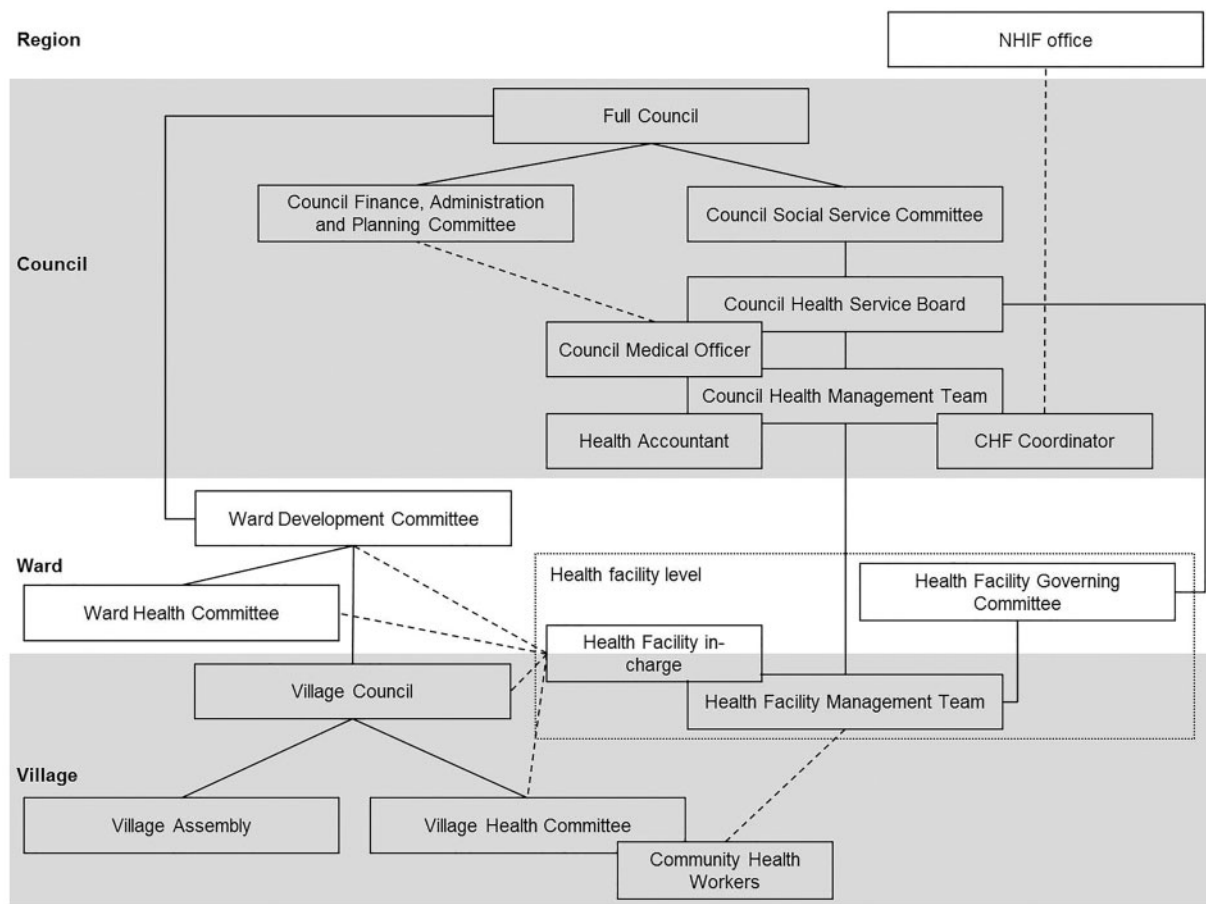 Region
NHIF office
Full Council
Council Finance, Administration
and Planning Committee
Council Social Service Committee
Council
Council Health Service Board
Council Medical Officer
Council Health Management Team
Health Accountant
CHF Coordinator
Ward Development Committee
Ward
Health facility level
Health Facility Governing
Committee
Ward Health Committee
Health Facility in-
charge
Village Council
Health Facility Management Team
Village
Village Assembly
Village Health Committee
Community Health
Workers